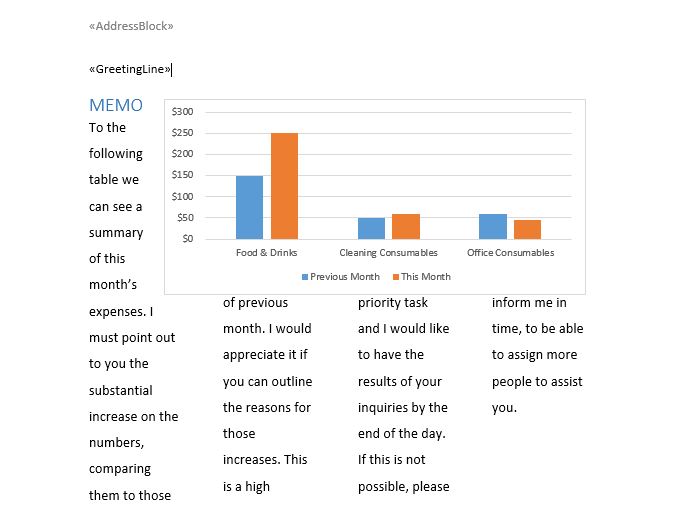 «AddressBlock»
«GreetingLine»
MEMO
To the
following
table we
can see a
summary
of this
month’s
expenses. I
must point out
to you the
substantial
increase on the
numbers,
comparing
them to those
$300
$250
$200
$150
$100
$50
$0
Food & Drinks
Cleaning Consumables
Office Consumables
Previous Month
This Month
of previous
month. I would
appreciate it if
you can outline
the reasons for
those
increases. This
is a high
priority task
and I would like
to have the
results of your
inquiries by the
end of the day.
If this is not
possible, please
inform me in
time, to be able
to assign more
people to assist
you.